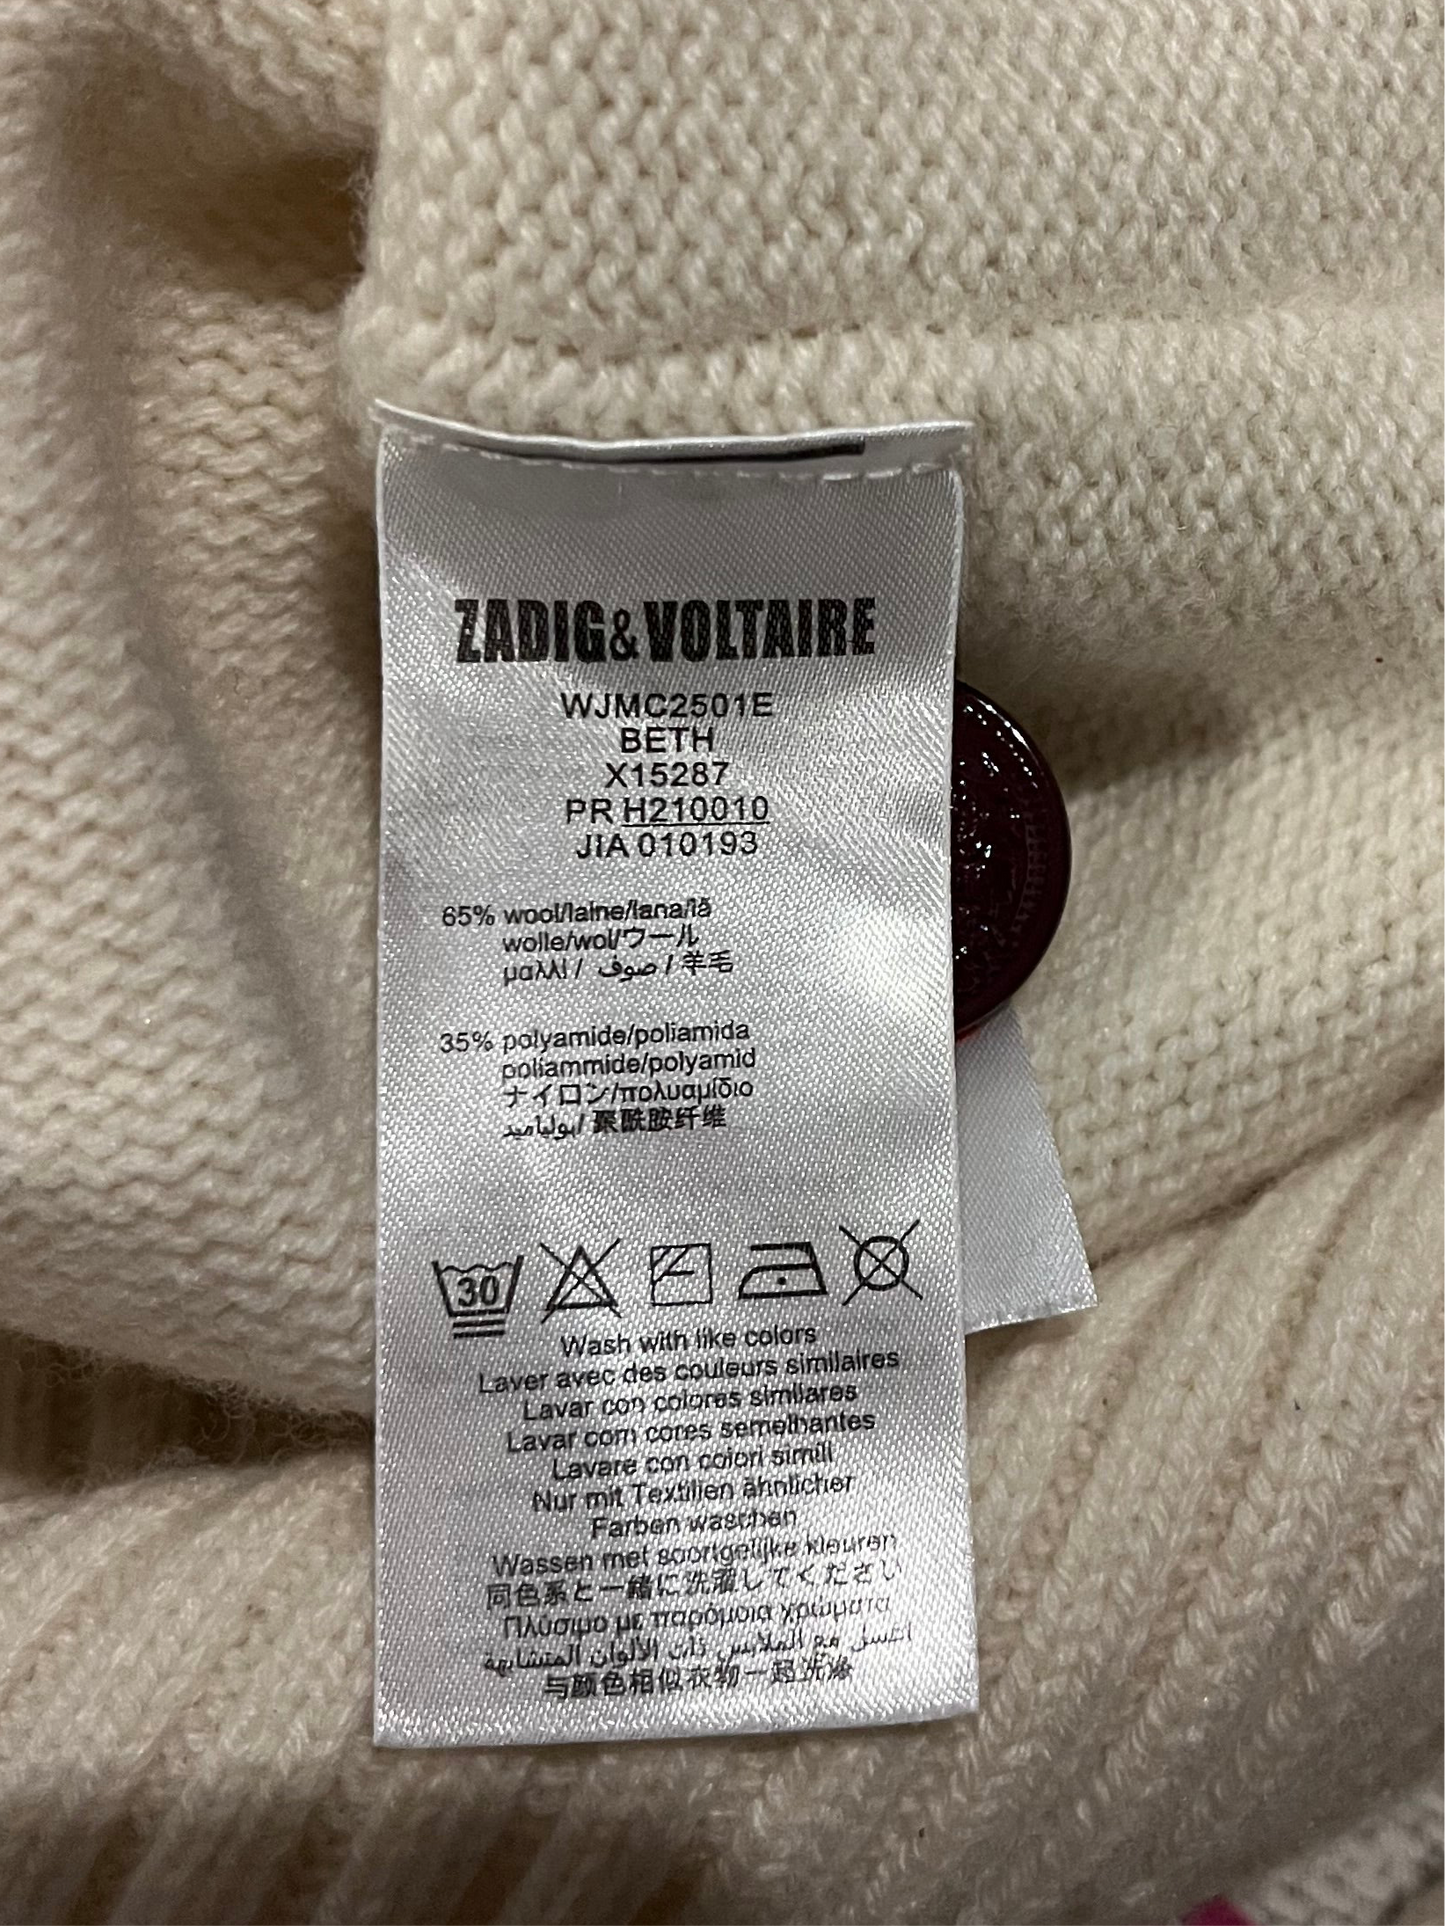 ZADIG&VOLTAIRE
WJMC2501E
BETH
X15287
PR H210010
JIA 010193
65% wool/laine/lana/lã
wolle/wol/ウール
μαλλί / صوف / 羊毛
35% polyamide/poliamida
poliammide/polyamid
ナイロン/πολυαμίδιο
بولياميد/ 聚酰胺纤维
30
Wash with like colors
Laver avec des couleurs similaires
Lavar con colores similares
Lavar com cores semelhantes
Lavare con colori simili
Nur mit Textilien ähnlicher
Farben waschen
Wassen met soortgelijke kleuren
同色系と一緒に洗濯してください
Πλύσιμο με παρόμοια χρώματα
اغسل مع الملابس ذات الألوان المتشابهة
与颜色相似衣物一起洗涤